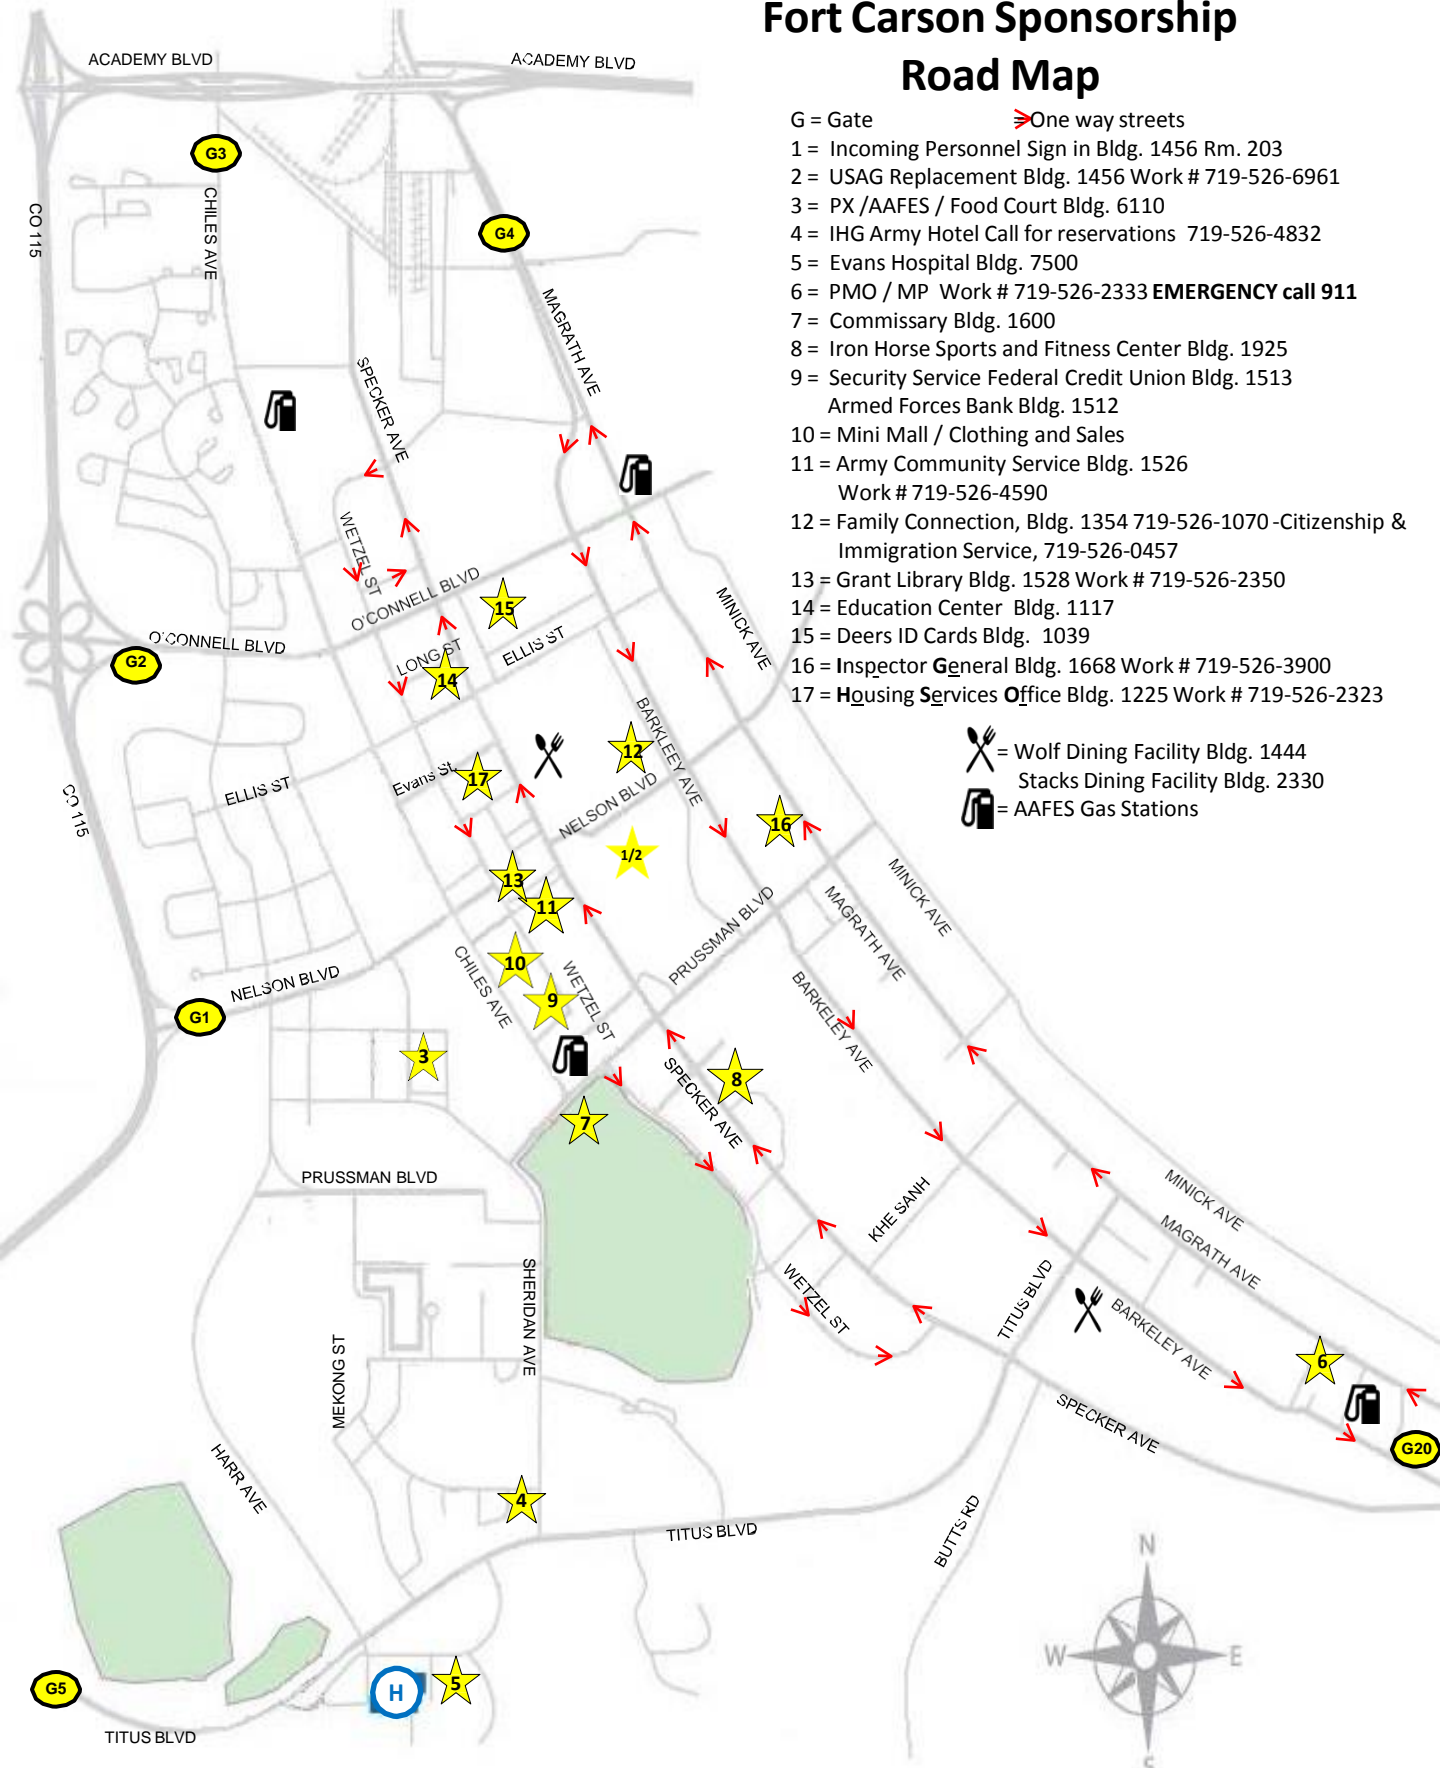 Fort Carson Sponsorship
Road Map
G = Gate =One way streets
1 = Incoming Personnel Sign in Bldg. 1456 Rm. 203
2 = USAG Replacement Bldg. 1456 Work # 719-526-6961
3 = PX /AAFES / Food Court Bldg. 6110
4 = IHG Army Hotel Call for reservations 719-526-4832
5 = Evans Hospital Bldg. 7500
6 = PMO / MP Work # 719-526-2333 EMERGENCY call 911
7 = Commissary Bldg. 1600
8 = Iron Horse Sports and Fitness Center Bldg. 1925
9 = Security Service Federal Credit Union Bldg. 1513
Armed Forces Bank Bldg. 1512
10 = Mini Mall / Clothing and Sales
11 = Army Community Service Bldg. 1526
Work # 719-526-4590
12 = Family Connection, Bldg. 1354 719-526-1070 -Citizenship &
Immigration Service, 719-526-0457
13 = Grant Library Bldg. 1528 Work # 719-526-2350
14 = Education Center Bldg. 1117
15 = Deers ID Cards Bldg. 1039
16 = Inspector General Bldg. 1668 Work # 719-526-3900
17 = Housing Services Office Bldg. 1225 Work # 719-526-2323
= Wolf Dining Facility Bldg. 1444
Stacks Dining Facility Bldg. 2330
= AAFES Gas Stations
ACADEMY BLVD
ACADEMY BLVD
G3
CHILES AVE
CO 115
G4
MAGRATH AVE
SPECKER AVE
WETZEL ST
O'CONNELL BLVD
15
MINICK AVE
O'CONNELL BLVD
G2
LONG ST
ELLIS ST
14
BARKLEEY AVE
12
Evans St.
17
ELLIS ST
CO 115
NELSON BLVD
16
1/2
13
11
MINICK AVE
MAGRATH AVE
PRUSSMAN BLVD
10
9
CHILES AVE
WETZEL ST
NELSON BLVD
G1
BARKELEY AVE
3
8
SPECKER AVE
7
PRUSSMAN BLVD
KHE SANH
MINICK AVE
MAGRATH AVE
SHERIDAN AVE
WETZEL ST
TITUS BLVD
BARKELEY AVE
6
MEKONG ST
SPECKER AVE
G20
HARR AVE
4
TITUS BLVD
BUTTS RD
N
W
E
S
5
H
G5
TITUS BLVD